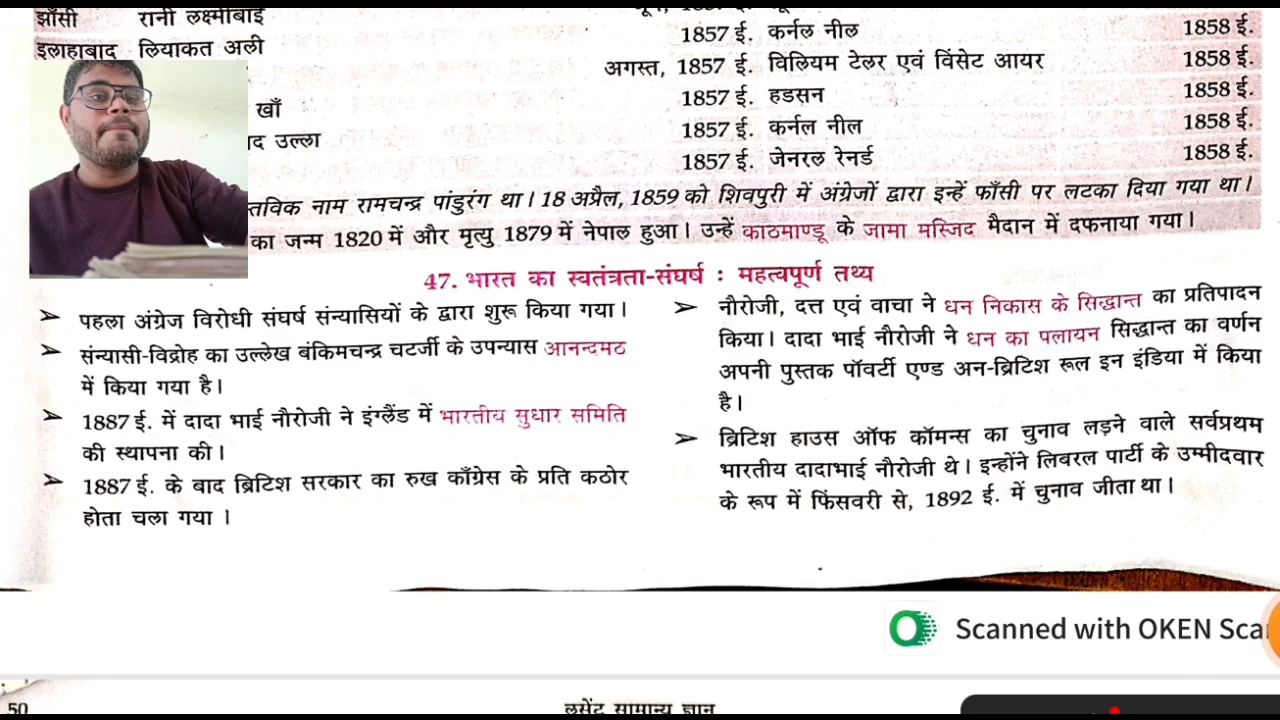 झाँसी रानी लक्ष्मीबाई
इलाहाबाद लियाकत अली 1857 ई. कर्नल नील 1858 ई.
अगस्त, 1857 ई. विलियम टेलर एवं विंसेट आयर 1858 ई.
खाँ 1857 ई. हडसन 1858 ई.
द उल्ला 1857 ई. कर्नल नील 1858 ई.
1857 ई. जेनरल रेनर्ड 1858 ई.
तविक नाम रामचन्द्र पांडुरंग था। 18 अप्रैल, 1859 को शिवपुरी में अंग्रेजों द्वारा इन्हें फाँसी पर लटका दिया गया था।
का जन्म 1820 में और मृत्यु 1879 में नेपाल हुआ। उन्हें काठमाण्डू के जामा मस्जिद मैदान में दफनाया गया।
47. भारत का स्वतंत्रता-संघर्ष : महत्वपूर्ण तथ्य
➤ पहला अंग्रेज विरोधी संघर्ष संन्यासियों के द्वारा शुरू किया गया।
➤ संन्यासी-विद्रोह का उल्लेख बंकिमचन्द्र चटर्जी के उपन्यास आनन्दमठ
में किया गया है।
➤ 1887 ई. में दादा भाई नौरोजी ने इंग्लैंड में भारतीय सुधार समिति
की स्थापना की।
➤ 1887 ई. के बाद ब्रिटिश सरकार का रुख काँग्रेस के प्रति कठोर
होता चला गया ।
➤ नौरोजी, दत्त एवं वाचा ने धन निकास के सिद्धान्त का प्रतिपादन
किया। दादा भाई नौरोजी ने धन का पलायन सिद्धान्त का वर्णन
अपनी पुस्तक पॉवर्टी एण्ड अन-ब्रिटिश रूल इन इंडिया में किया
है।
➤ ब्रिटिश हाउस ऑफ कॉमन्स का चुनाव लड़ने वाले सर्वप्रथम
भारतीय दादाभाई नौरोजी थे। इन्होंने लिबरल पार्टी के उम्मीदवार
के रूप में फिंसवरी से, 1892 ई. में चुनाव जीता था।
Scanned with OKEN Sca
50 लुसेंट सामान्य ज्ञान